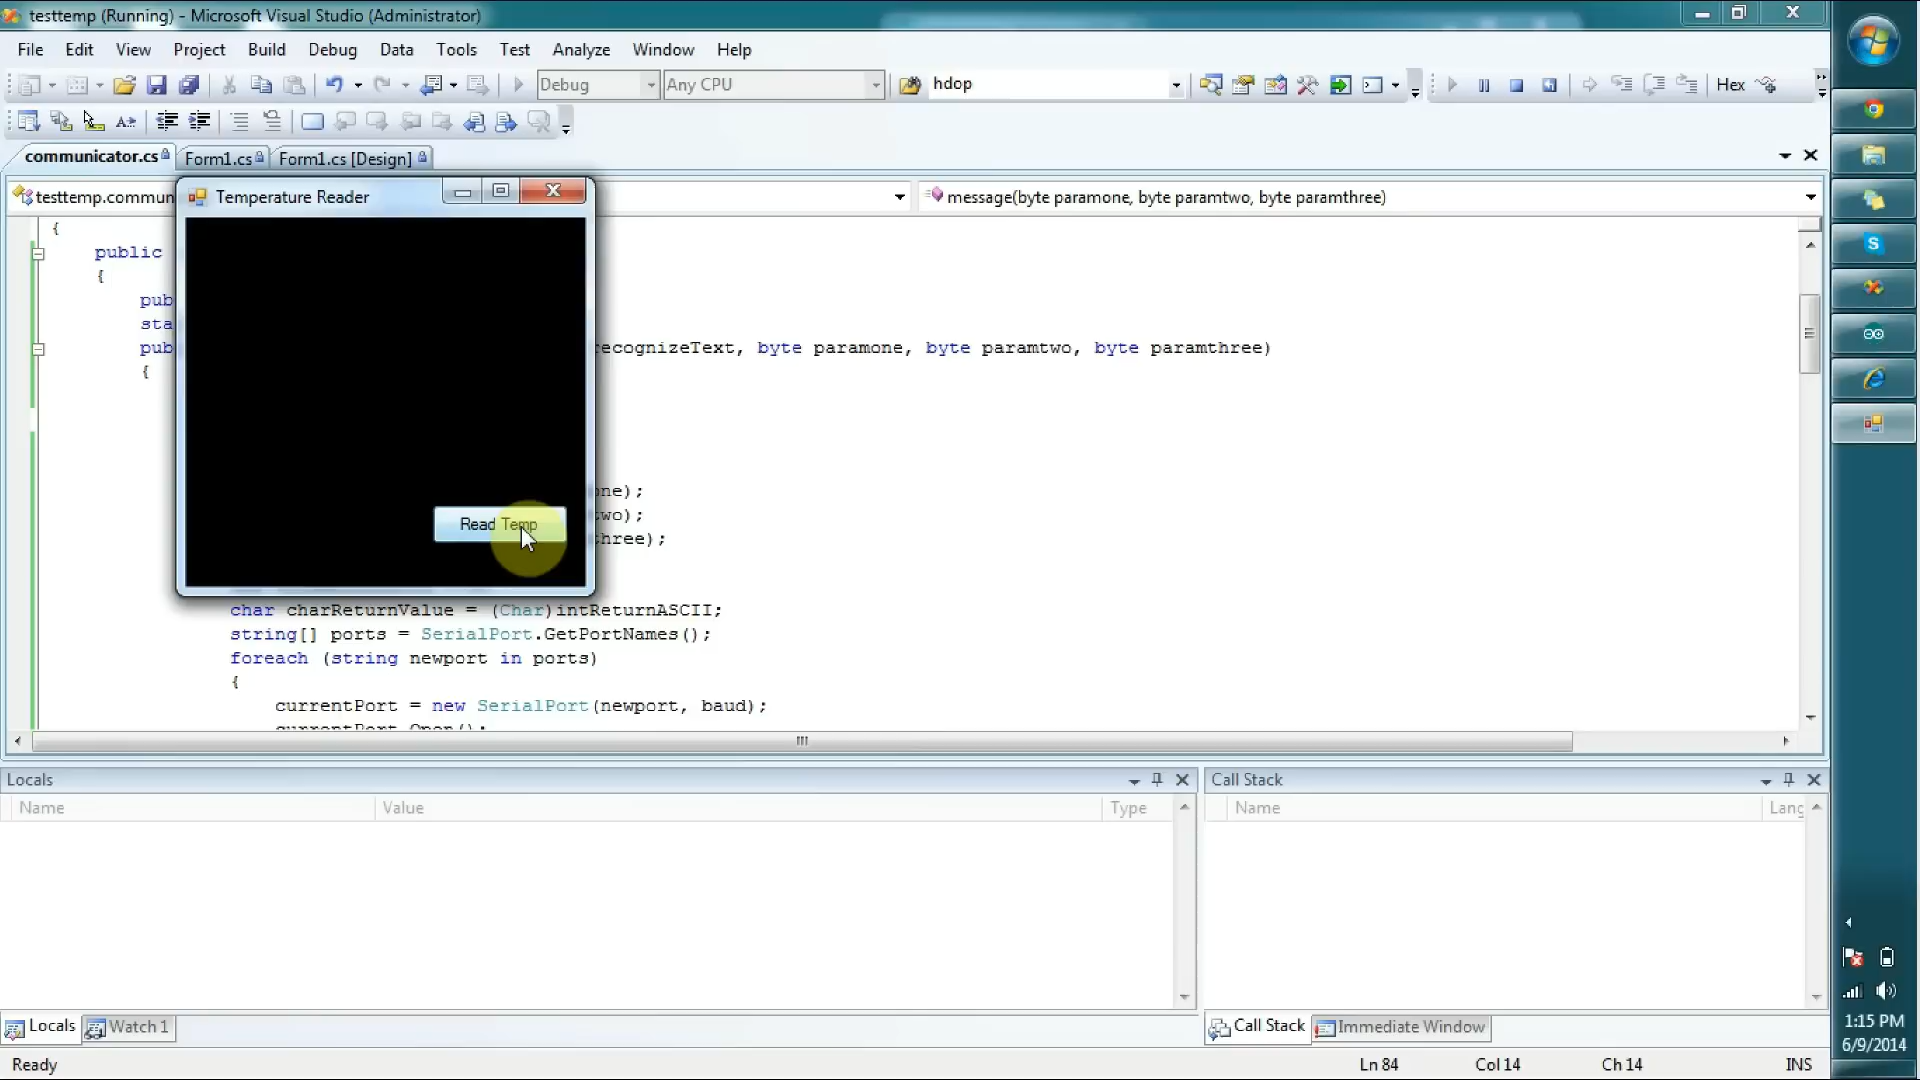 testtemp (Running) - Microsoft Visual Studio (Administrator)
File Edit View Project Build Debug Data Tools Test Analyze Window Help
Debug Any CPU hdop Hex
communicator.cs Form1.cs Form1.cs [Design]
testtemp.commun message(byte paramone, byte paramtwo, byte paramthree)
Temperature Reader
{
public
{
pub
sta
pub ecognizeText, byte paramone, byte paramtwo, byte paramthree)
{
one);
two);
three);
Read Temp
char charReturnValue = (Char)intReturnASCII;
string[] ports = SerialPort.GetPortNames();
foreach (string newport in ports)
{
currentPort = new SerialPort(newport, baud);
currentPort.Open();
Locals
Name Value Type
Call Stack
Name Lang
Locals Watch 1
Call Stack Immediate Window
Ready Ln 84 Col 14 Ch 14 INS
1:15 PM
6/9/2014